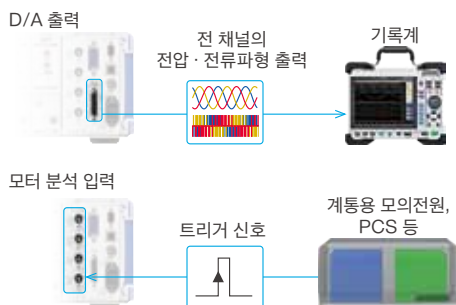 D/A 출력
전 채널의
전압 · 전류파형 출력
기록계
모터 분석 입력
트리거 신호
계통용 모의전원,
PCS 등